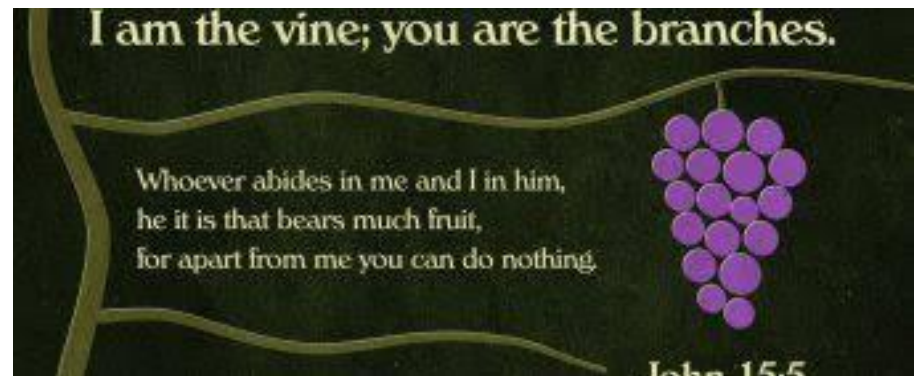 I am the vine; you are the branches.
Whoever abides in me and I in him,
he it is that bears much fruit,
for apart from me you can do nothing.
John 15:5